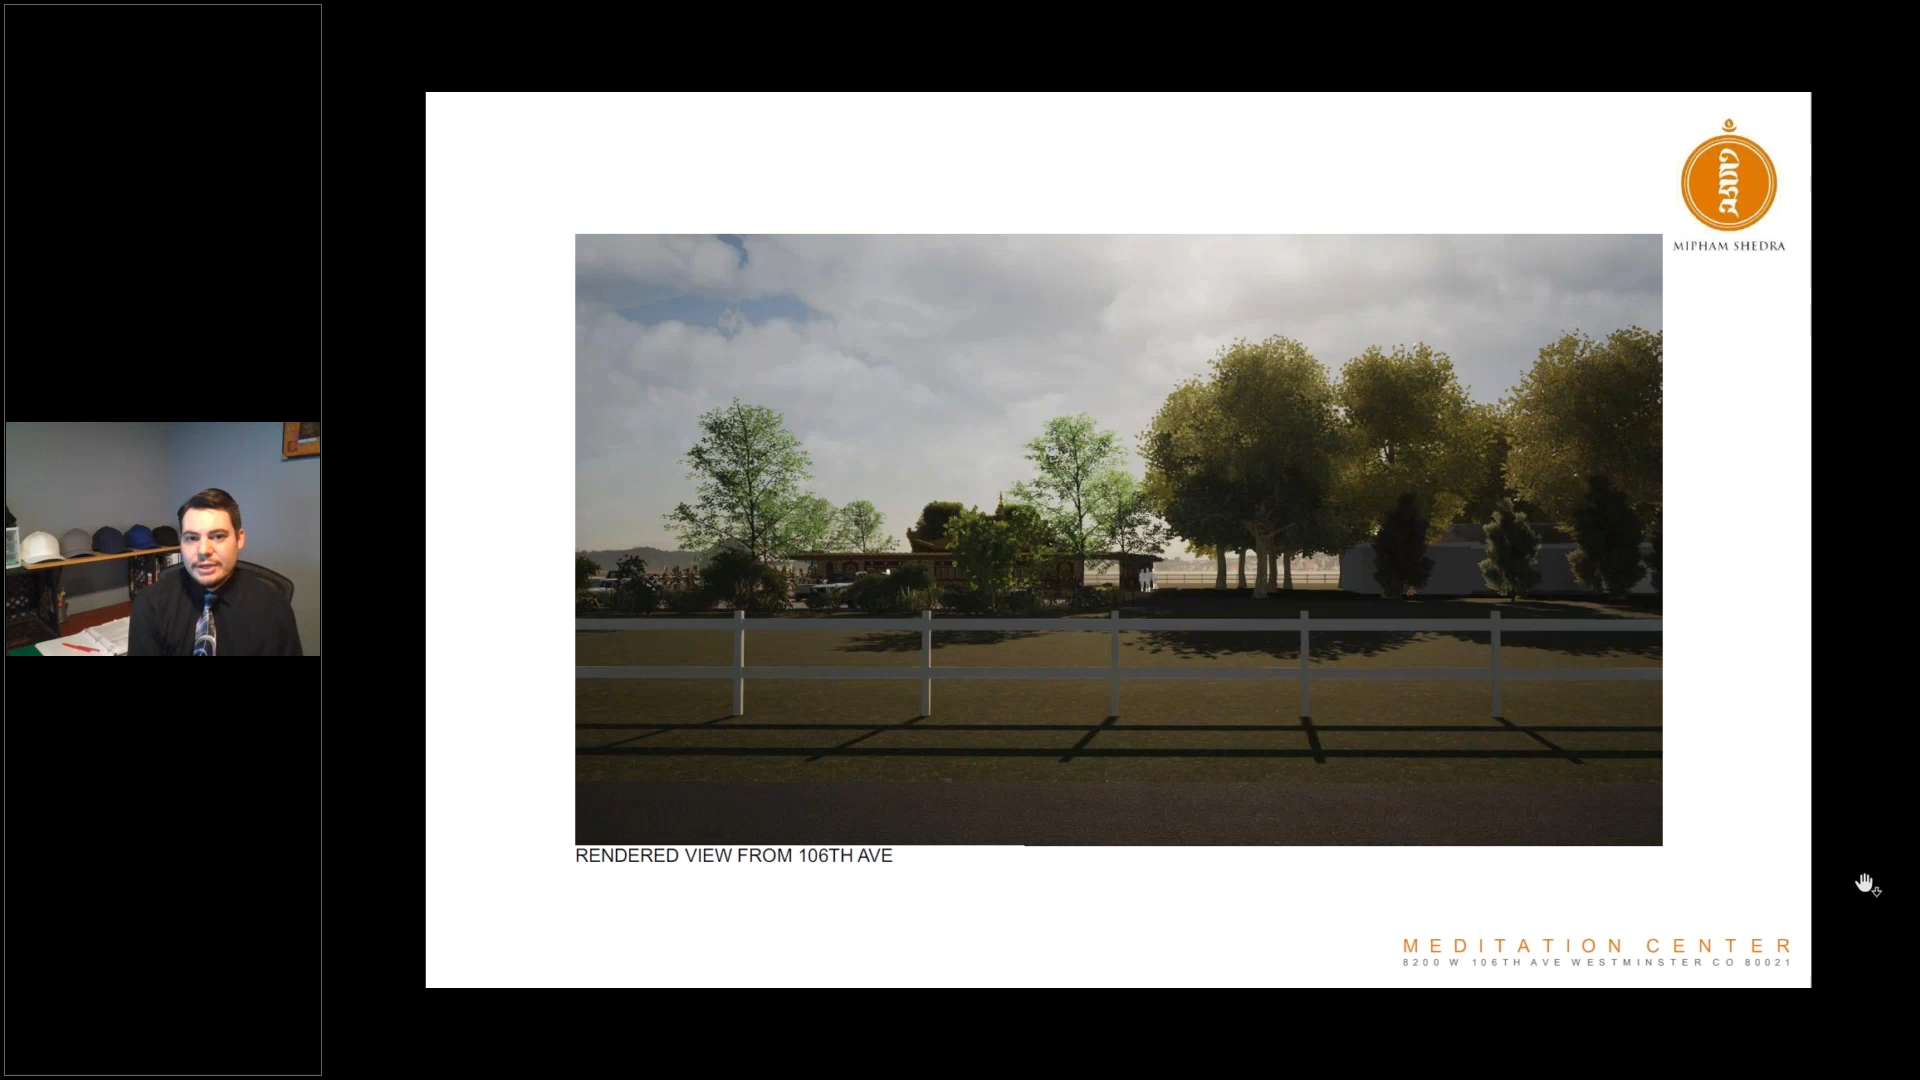 MIPHAM SHEDRA
RENDERED VIEW FROM 106TH AVE
MEDITATION CENTER
8200 W 106TH AVE WESTMINSTER CO 80021